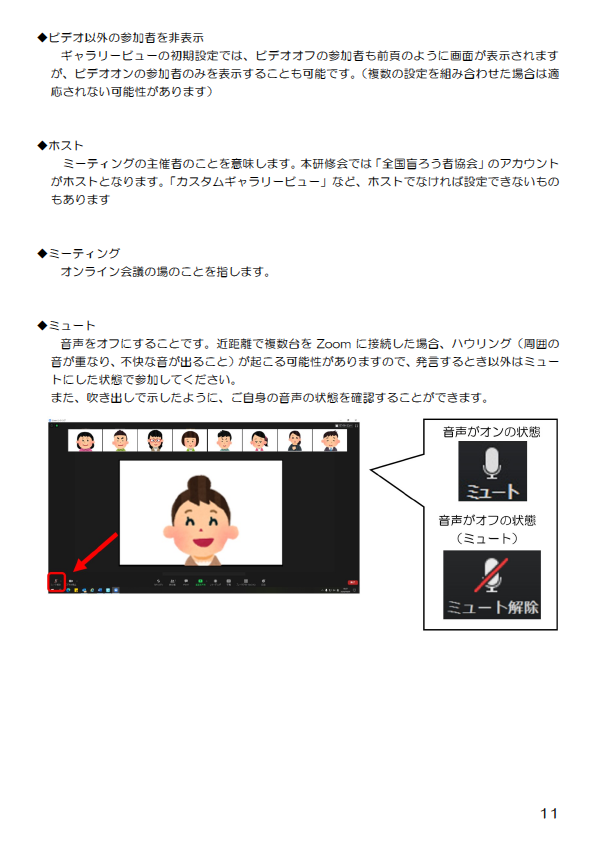 ◆ビデオ以外の参加者を非表示
ギャラリービューの初期設定では、ビデオオフの参加者も前頁のように画面が表示されます
が、ビデオオンの参加者のみを表示することも可能です。（複数の設定を組み合わせた場合は適
応されない可能性があります）
◆ホスト
ミーティングの主催者のことを意味します。本研修会では「全国盲ろう者協会」のアカウント
がホストとなります。「カスタムギャラリービュー」など、ホストでなければ設定できないもの
もあります
◆ミーティング
オンライン会議の場のことを指します。
◆ミュート
音声をオフにすることです。近距離で複数台を Zoom に接続した場合、ハウリング（周囲の
音が重なり、不快な音が出ること）が起こる可能性がありますので、発言するとき以外はミュー
トにした状態で参加してください。
また、吹き出しで示したように、ご自身の音声の状態を確認することができます。
音声がオンの状態
ミュート
音声がオフの状態
（ミュート）
ミュート解除
11